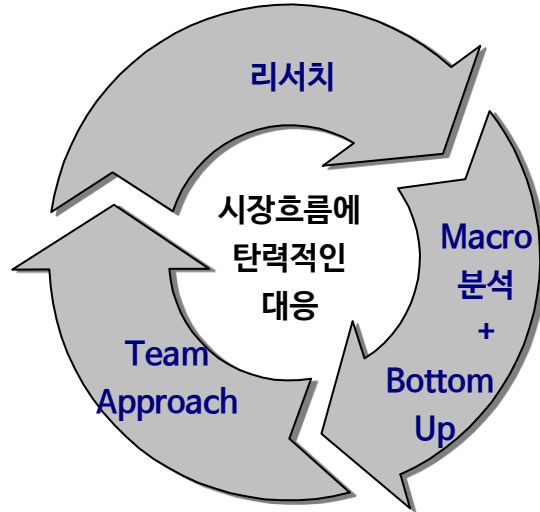 리서치
시장흐름에
탄력적인
대응
Macro
분석
+
Bottom
Up
Team
Approach